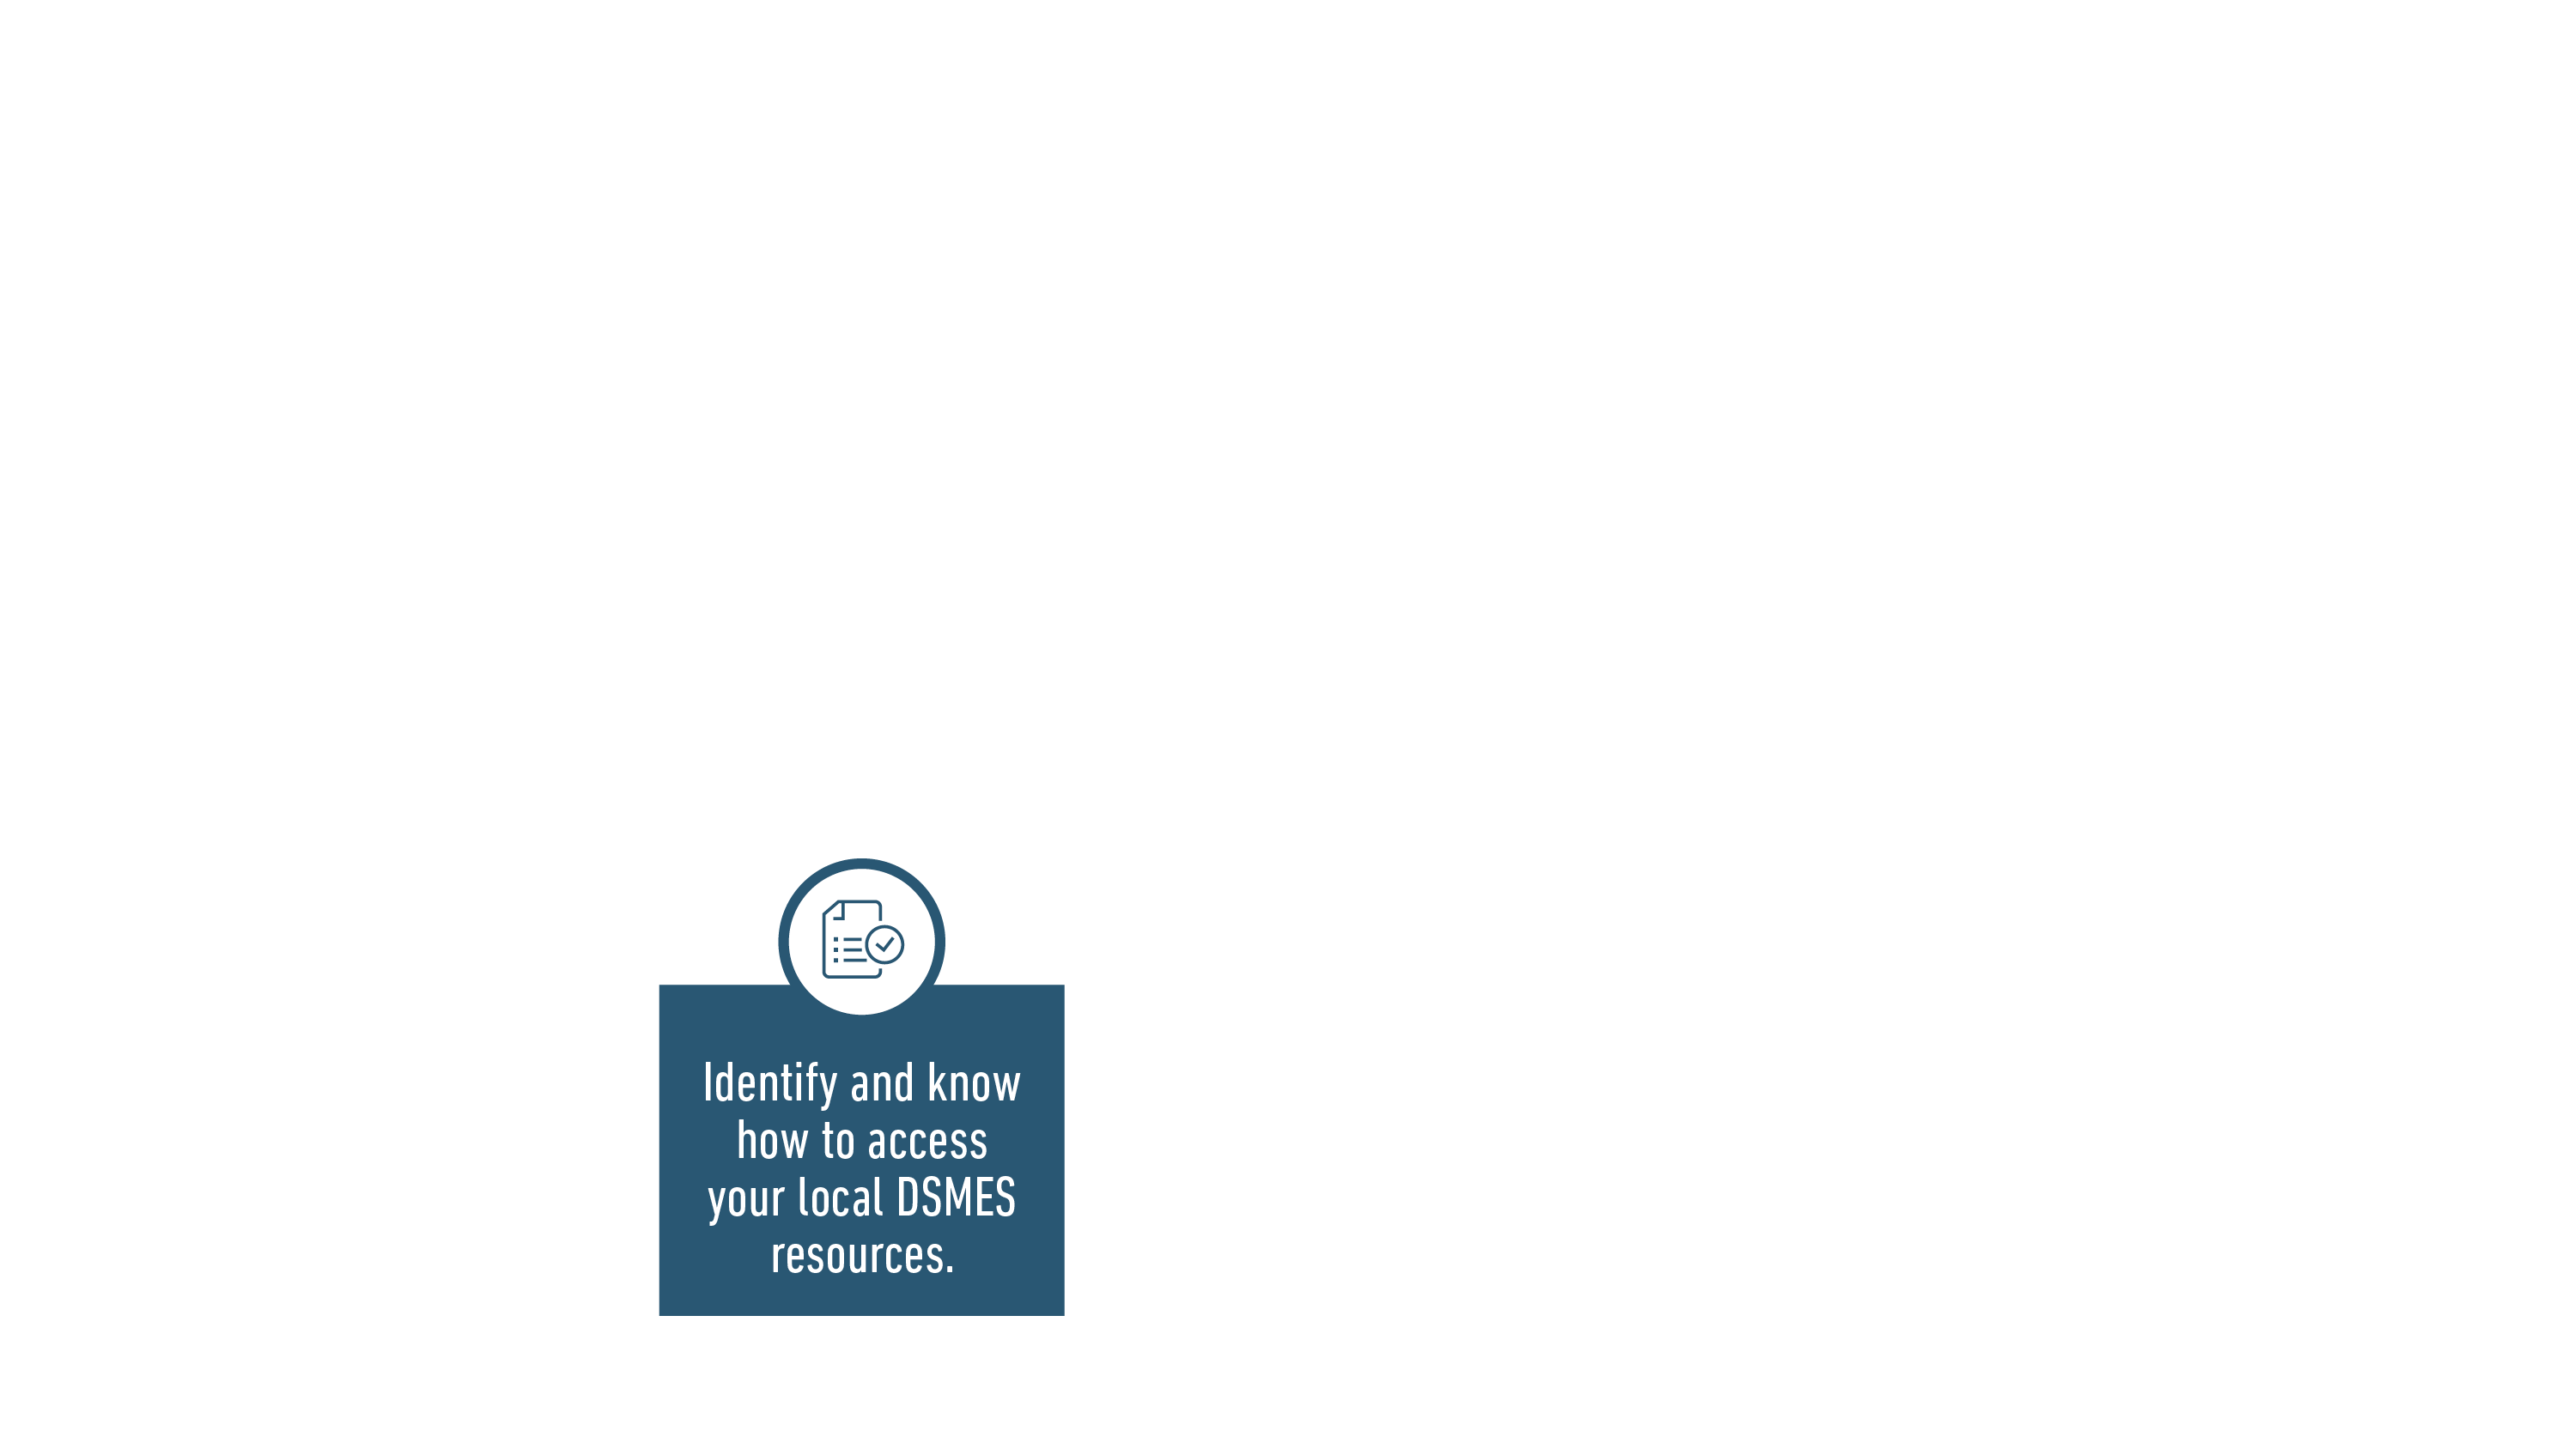 Identify and know
how to access
your local DSMES
resources.